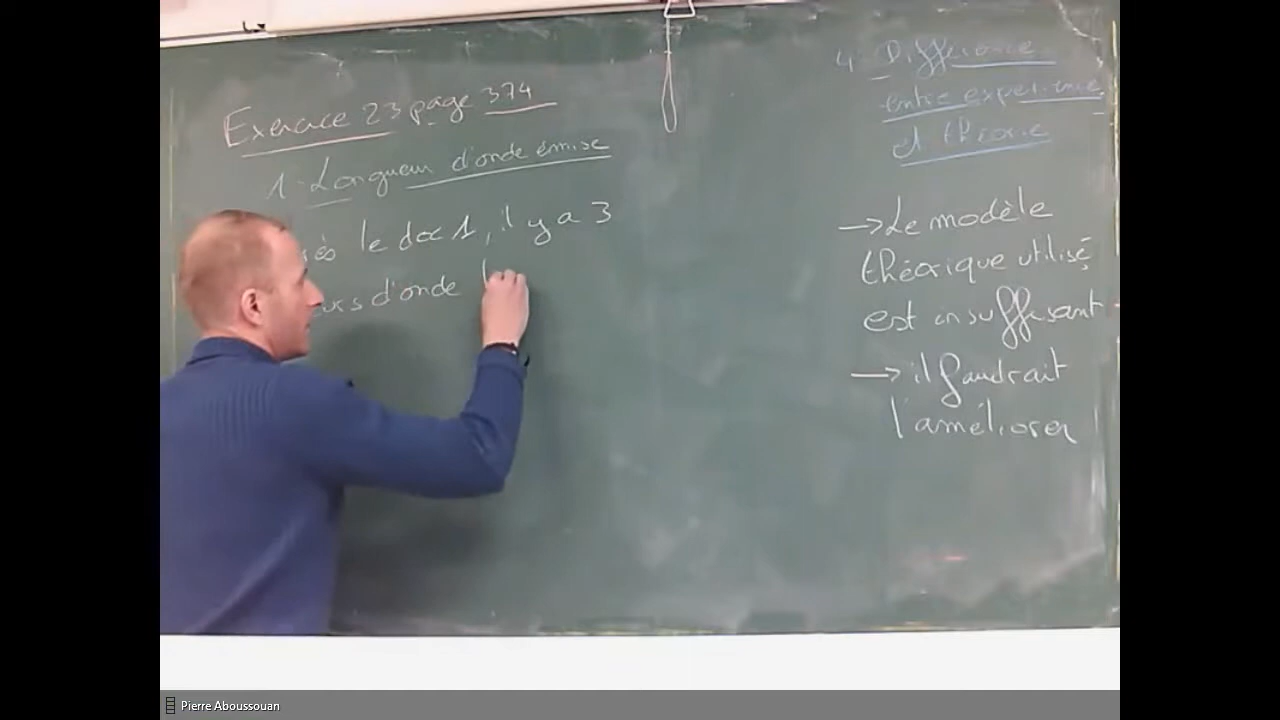 Exercice 23 page 374
1- Longueur d'onde émise
le doc 1, il y a 3
d'onde
4- Différence
entre expérience
et théorie
→ Le modèle
théorique utilisé
est insuffisant
→ il faudrait
l'améliorer
Pierre Aboussouan